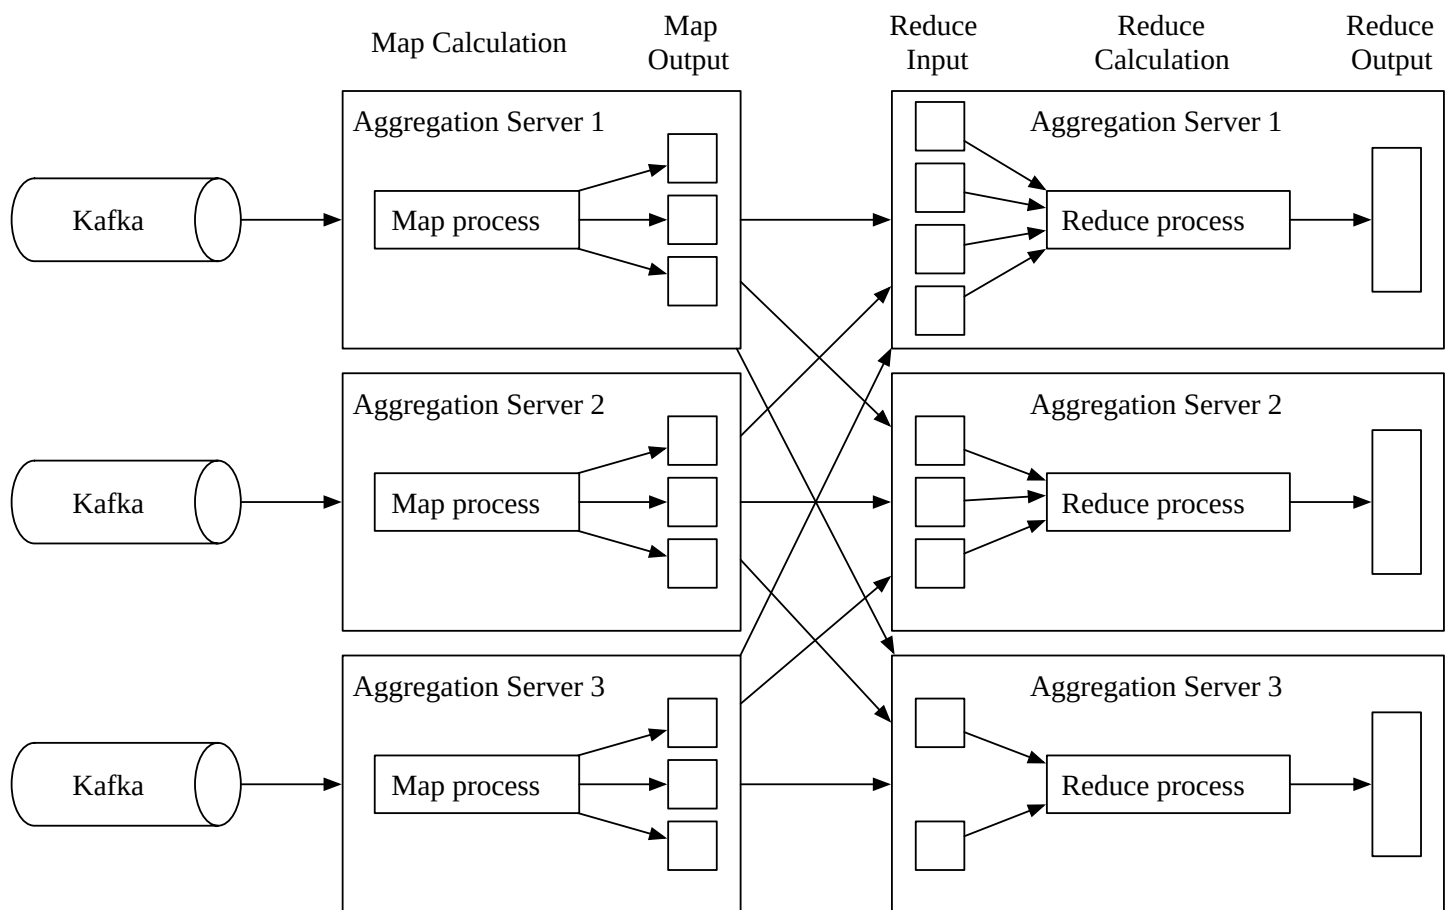 Map Calculation
Map
Output
Reduce
Input
Reduce
Calculation
Reduce
Output
Aggregation Server 1
Kafka
Map process
Aggregation Server 1
Reduce process
Aggregation Server 2
Kafka
Map process
Aggregation Server 2
Reduce process
Aggregation Server 3
Kafka
Map process
Aggregation Server 3
Reduce process